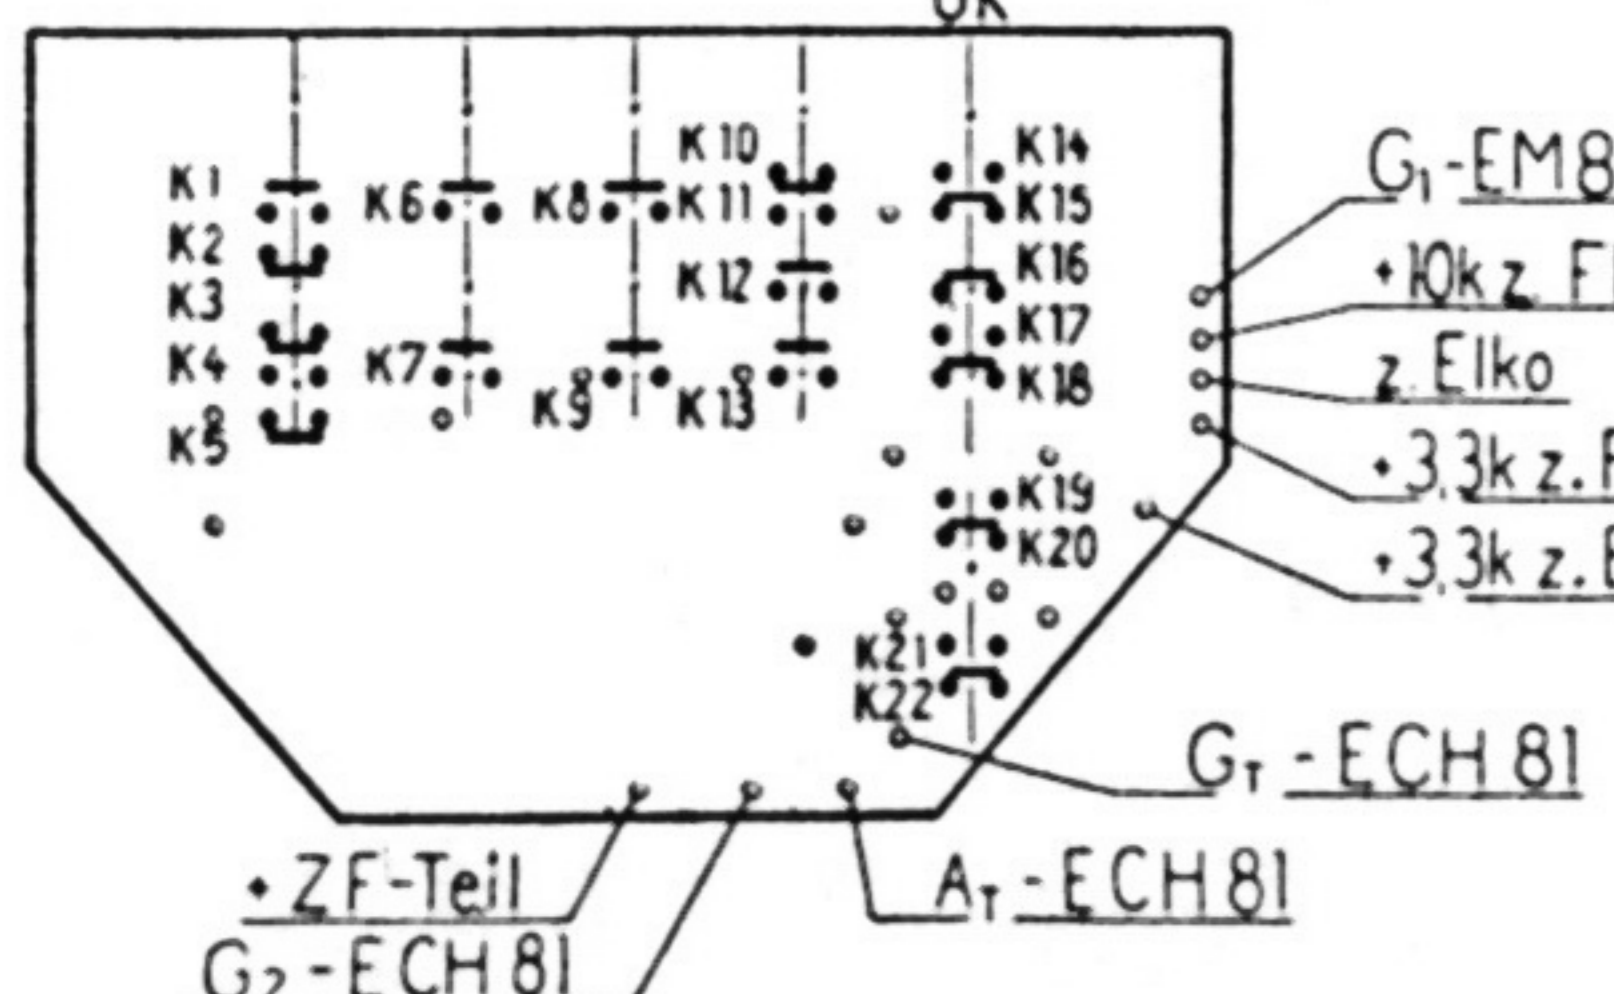 K1
K2
K3
K4
K5
K6
K7
K8
K9
K10
K11
K12
K13
K14
K15
K16
K17
K18
K19
K20
K21
K22
G1-EM8
+10k z.
z. Elko
+3,3k z.
+3,3k z.
GT-ECH 81
AT-ECH 81
+ZF-Teil
G2-ECH 81